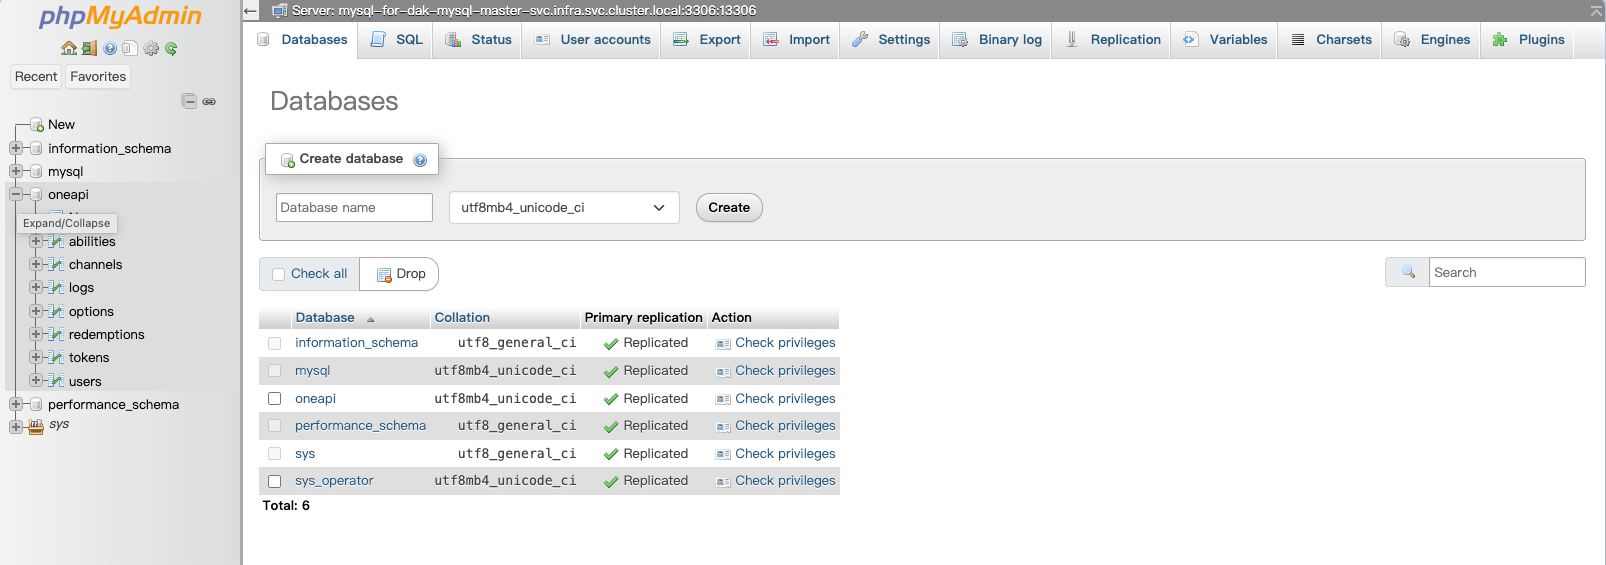 phpMyAdmin
Recent Favorites
New
information_schema
mysql
oneapi
Expand/Collapse
abilities
channels
logs
options
redemptions
tokens
users
performance_schema
sys
Server: mysql-for-dak-mysql-master-svc.infra.svc.cluster.local:3306:13306
Databases SQL Status User accounts Export Import Settings Binary log Replication Variables Charsets Engines Plugins
Databases
Create database
Database name utf8mb4_unicode_ci Create
Check all Drop Search
Database Collation Primary replication Action
information_schema utf8_general_ci Replicated Check privileges
mysql utf8mb4_unicode_ci Replicated Check privileges
oneapi utf8mb4_unicode_ci Replicated Check privileges
performance_schema utf8_general_ci Replicated Check privileges
sys utf8_general_ci Replicated Check privileges
sys_operator utf8mb4_unicode_ci Replicated Check privileges
Total: 6